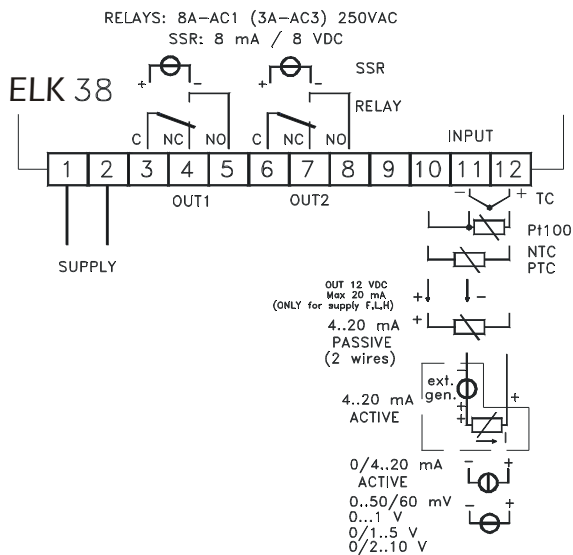 RELAYS: 8A-AC1 (3A-AC3) 250VAC
SSR: 8 mA / 8 VDC
+ - + - SSR
ELK 38
RELAY
C NC NO C NC NO INPUT
1 2 3 4 5 6 7 8 9 10 11 12
OUT1 OUT2
- + TC
Pt100
SUPPLY
NTC
PTC
OUT 12 VDC
Max 20 mA
(ONLY for supply F,L,H)
+ -
4..20 mA
PASSIVE
(2 wires)
+
ext.
gen.
-
+
+
+
4..20 mA
ACTIVE
I
0/4..20 mA
ACTIVE
- +
0..50/60 mV
0...1 V
0/1..5 V
0/2..10 V
- +